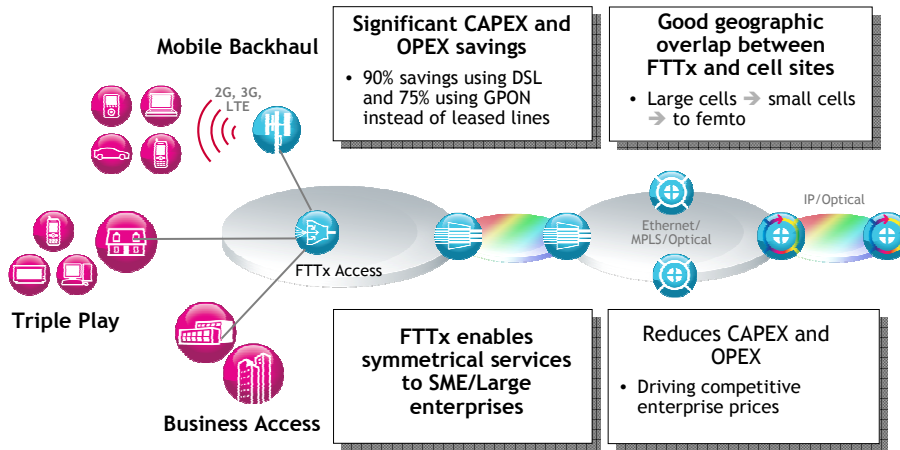 Mobile Backhaul
2G, 3G,
LTE
Significant CAPEX and
OPEX savings
• 90% savings using DSL
and 75% using GPON
instead of leased lines
Good geographic
overlap between
FTTx and cell sites
• Large cells ➔ small cells
➔ to femto
IP/Optical
Ethernet/
MPLS/Optical
FTTx Access
Triple Play
Business Access
FTTx enables
symmetrical services
to SME/Large
enterprises
Reduces CAPEX and
OPEX
• Driving competitive
enterprise prices